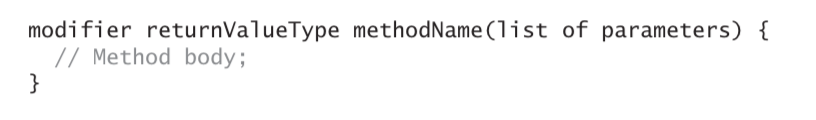 modifier returnValueType methodName(list of parameters) {
  // Method body;
}